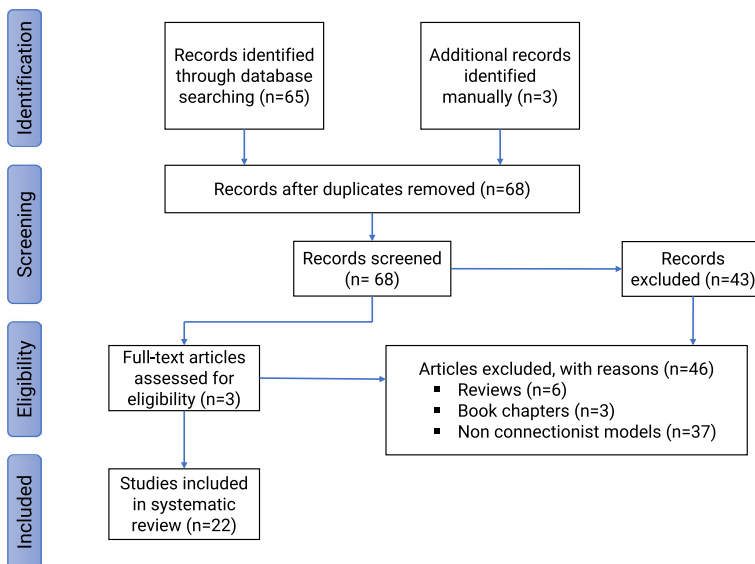 Identification
Records identified
through database
searching (n=65)
Additional records
identified
manually (n=3)
Screening
Records after duplicates removed (n=68)
Records screened
(n= 68)
Records
excluded (n=43)
Eligibility
Full-text articles
assessed for
eligibility (n=3)
Articles excluded, with reasons (n=46)
▪ Reviews (n=6)
▪ Book chapters (n=3)
▪ Non connectionist models (n=37)
Included
Studies included
in systematic
review (n=22)